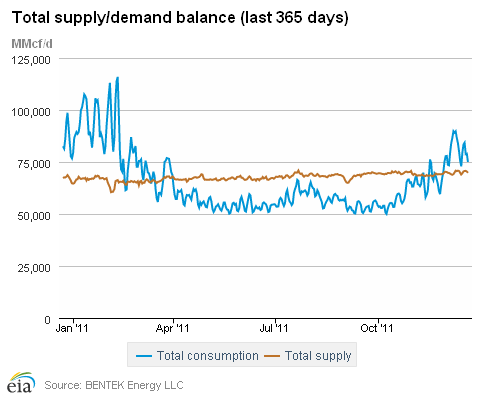 Total supply/demand balance (last 365 days)
MMcf/d
125,000
100,000
75,000
50,000
25,000
0
Jan '11 Apr '11 Jul '11 Oct '11
Total consumption Total supply
eia Source: BENTEK Energy LLC